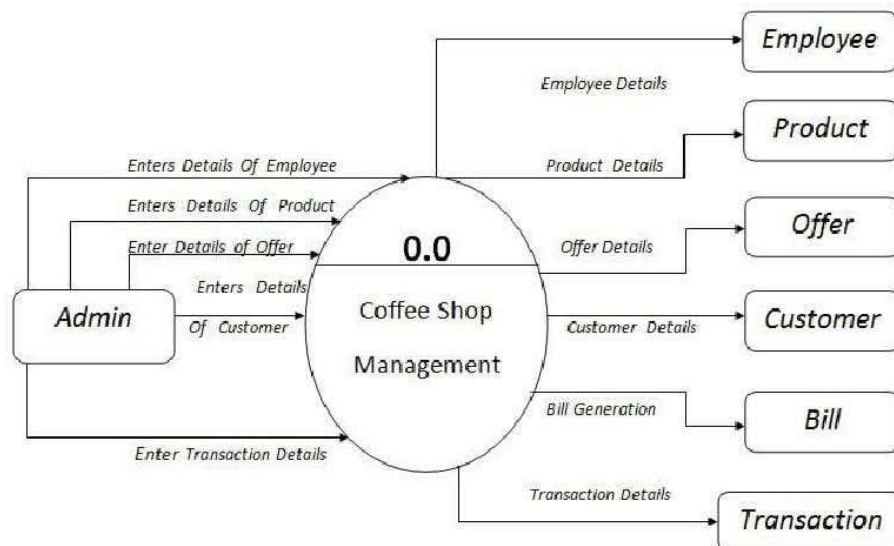 Employee
Employee Details
Product
Enters Details Of Employee
Product Details
Enters Details Of Product
Offer
Enter Details of Offer
0.0
Offer Details
Enters Details
Of Customer
Admin
Coffee Shop
Management
Customer
Customer Details
Bill Generation
Bill
Enter Transaction Details
Transaction Details
Transaction